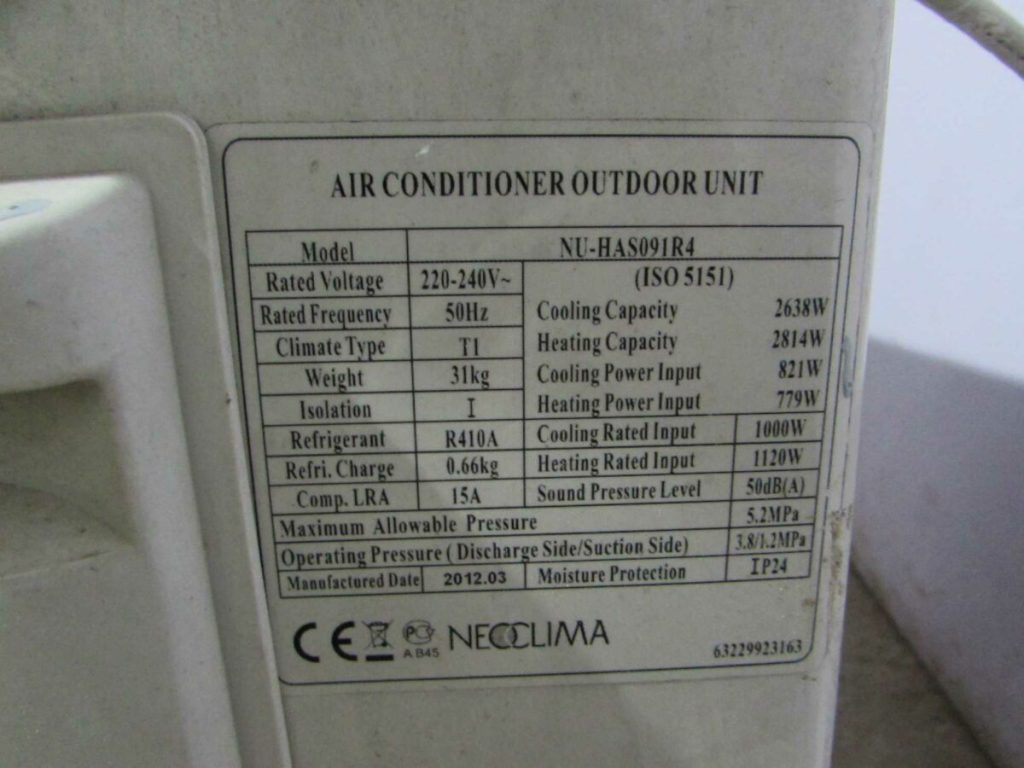 AIR CONDITIONER OUTDOOR UNIT
Model NU-HAS091R4
Rated Voltage 220-240V~ (ISO 5151)
Rated Frequency 50Hz Cooling Capacity 2638W
Climate Type T1 Heating Capacity 2814W
Weight 31kg Cooling Power Input 821W
Isolation I Heating Power Input 779W
Refrigerant R410A Cooling Rated Input 1000W
Refri. Charge 0.66kg Heating Rated Input 1120W
Comp. LRA 15A Sound Pressure Level 50dB(A)
Maximum Allowable Pressure 5.2MPa
Operating Pressure ( Discharge Side/Suction Side) 3.8/1.2MPa
Manufactured Date 2012.03 Moisture Protection IP24
CE PC NEOCLIMA
А В45 63229923163